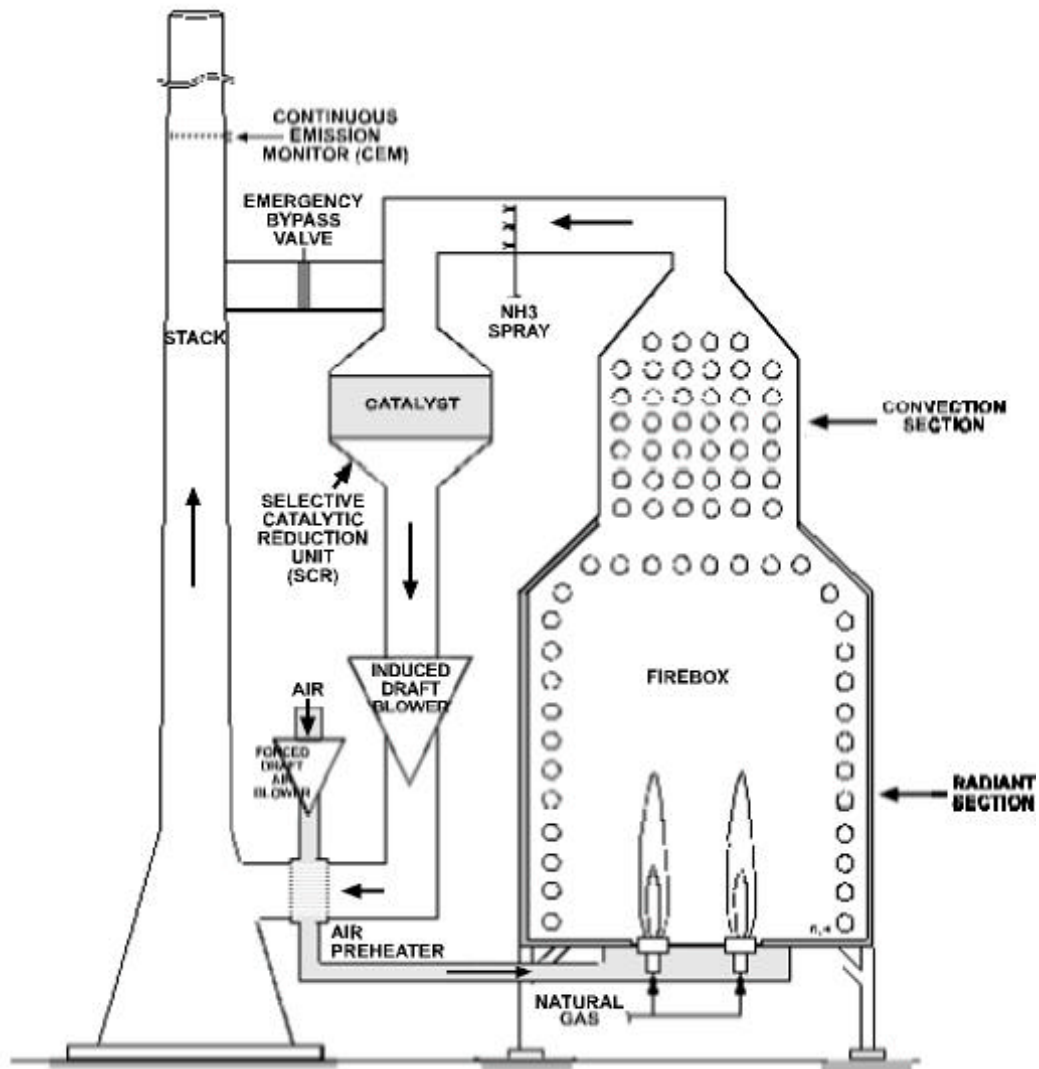 CONTINUOUS
EMISSION
MONITOR (CEM)
EMERGENCY
BYPASS
VALVE
NH3
SPRAY
STACK
CATALYST
CONVECTION
SECTION
SELECTIVE
CATALYTIC
REDUCTION
UNIT
(SCR)
INDUCED
DRAFT
BLOWER
FIREBOX
AIR
FORCED
DRAFT
AIR
BLOWER
RADIANT
SECTION
AIR
PREHEATER
NATURAL
GAS